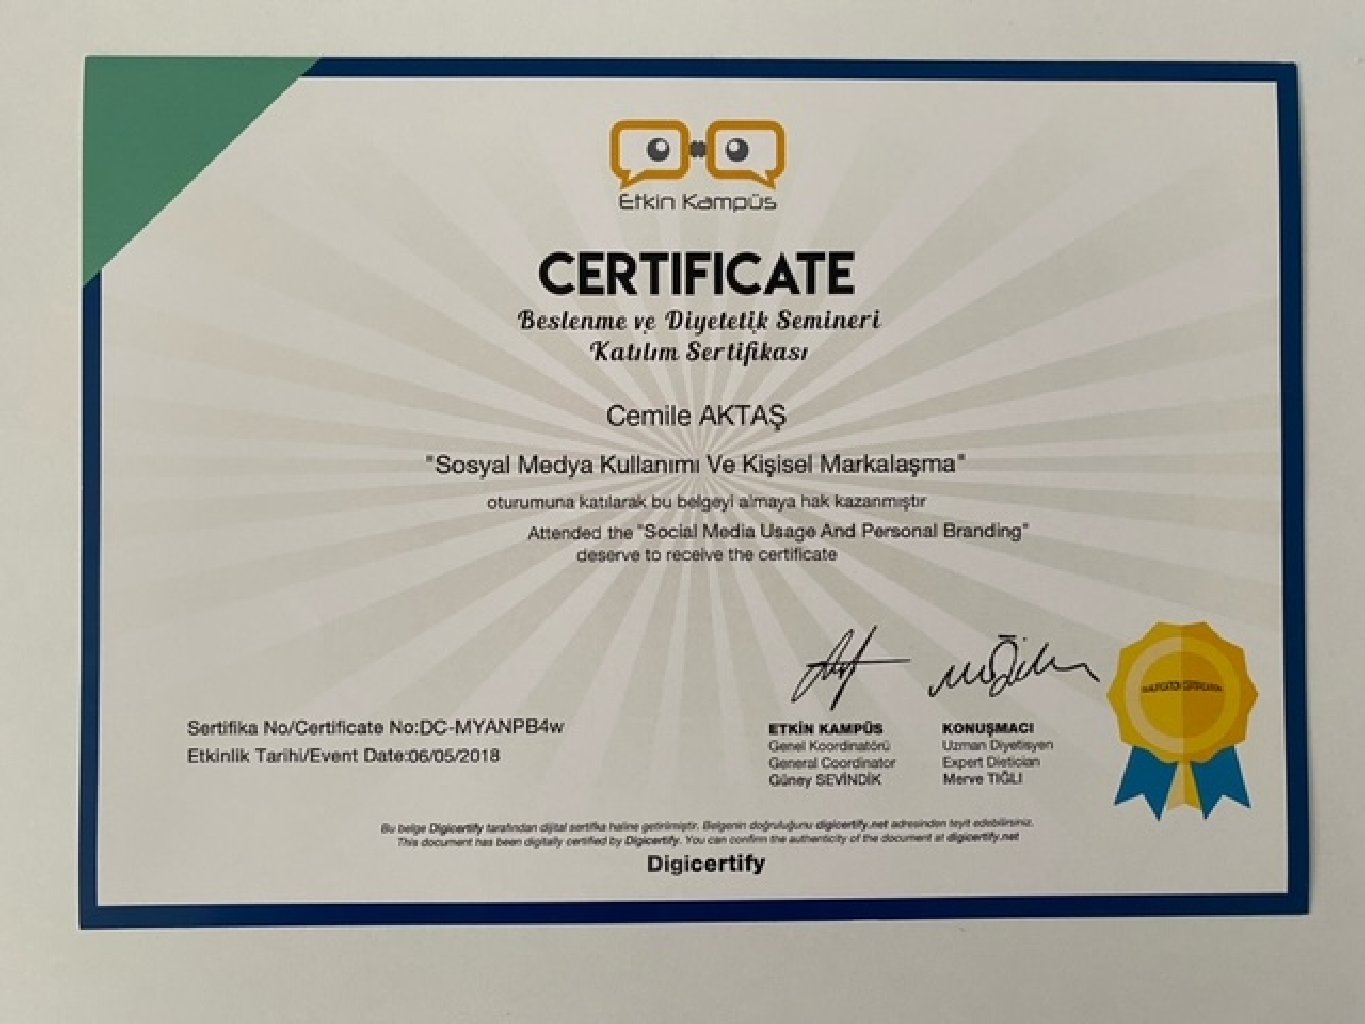 Etkin Kampüs
CERTIFICATE
Beslenme ve Diyetetik Semineri
Katılım Sertifikası
Cemile AKTAŞ
"Sosyal Medya Kullanımı Ve Kişisel Markalaşma"
oturumuna katılarak bu belgeyi almaya hak kazanmıştır
Attended the "Social Media Usage And Personal Branding"
deserve to receive the certificate
QUALIFICATION CERTIFICATION
Sertifika No/Certificate No:DC-MYANPB4w
Etkinlik Tarihi/Event Date:06/05/2018
ETKİN KAMPÜS
Genel Koordinatörü
General Coordinator
Güney SEVİNDİK
KONUŞMACI
Uzman Diyetisyen
Expert Dietician
Merve TIĞLI
Bu belge Digicertify tarafından dijital sertifika haline getirilmiştir. Belgenin doğruluğunu digicertify.net adresinden teyit edebilirsiniz.
This document has been digitally certified by Digicertify. You can confirm the authenticity of the document at digicertify.net
Digicertify